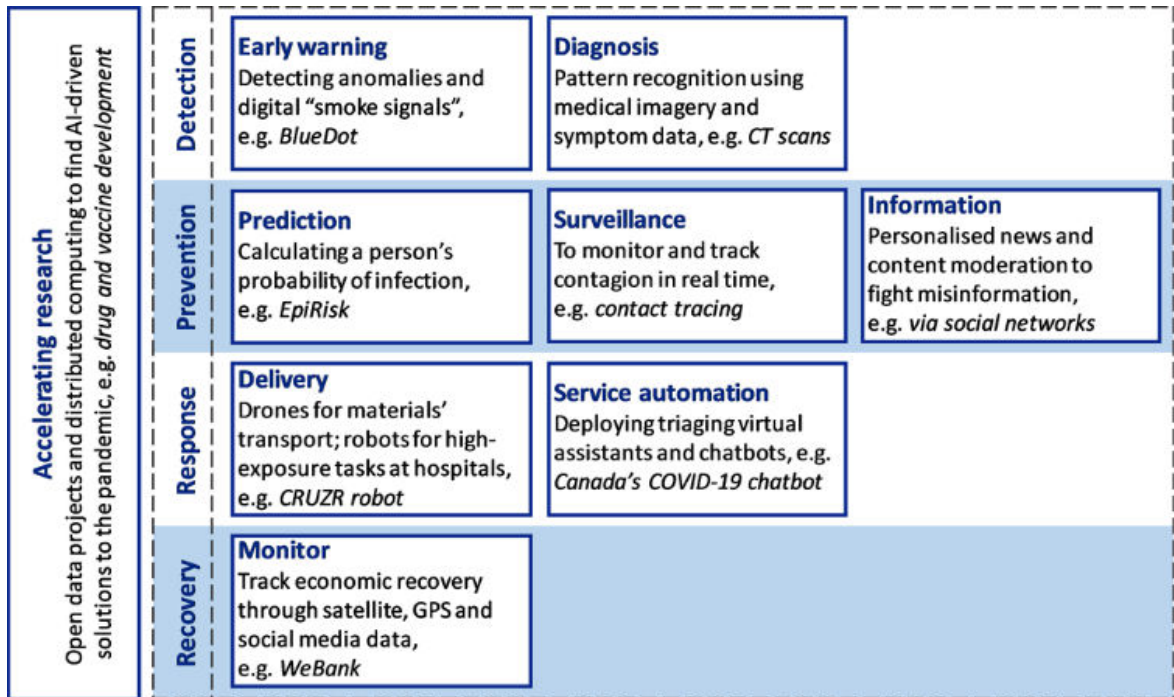 Accelerating research
Open data projects and distributed computing to find AI-driven
solutions to the pandemic, e.g. drug and vaccine development
Detection
Early warning
Detecting anomalies and
digital “smoke signals”,
e.g. BlueDot
Diagnosis
Pattern recognition using
medical imagery and
symptom data, e.g. CT scans
Prevention
Prediction
Calculating a person’s
probability of infection,
e.g. EpiRisk
Surveillance
To monitor and track
contagion in real time,
e.g. contact tracing
Information
Personalised news and
content moderation to
fight misinformation,
e.g. via social networks
Response
Delivery
Drones for materials’
transport; robots for high-
exposure tasks at hospitals,
e.g. CRUZR robot
Service automation
Deploying triaging virtual
assistants and chatbots, e.g.
Canada’s COVID-19 chatbot
Recovery
Monitor
Track economic recovery
through satellite, GPS and
social media data,
e.g. WeBank